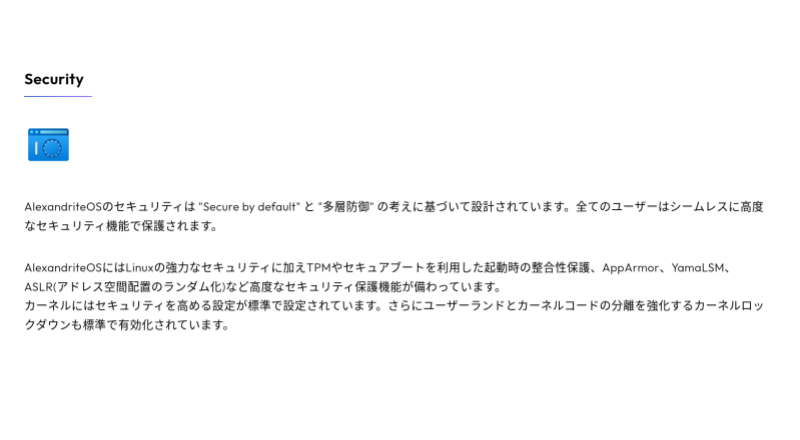 Security
AlexandriteOSのセキュリティは "Secure by default" と "多層防御" の考えに基づいて設計されています。全てのユーザーはシームレスに高度
なセキュリティ機能で保護されます。
AlexandriteOSにはLinuxの強力なセキュリティに加えTPMやセキュアブートを利用した起動時の整合性保護、AppArmor、YamaLSM、
ASLR(アドレス空間配置のランダム化)など高度なセキュリティ保護機能が備わっています。
カーネルにはセキュリティを高める設定が標準で設定されています。さらにユーザーランドとカーネルコードの分離を強化するカーネルロッ
クダウンも標準で有効化されています。